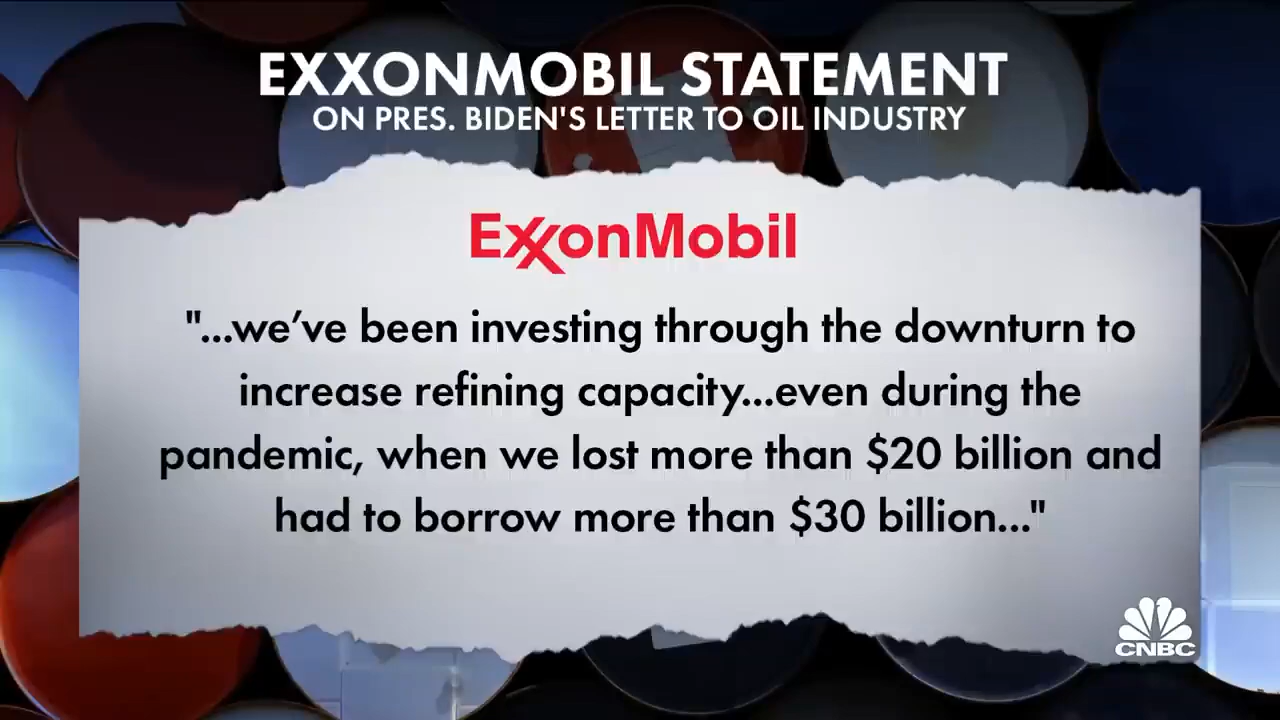 EXXONMOBIL STATEMENT
ON PRES. BIDEN'S LETTER TO OIL INDUSTRY
ExxonMobil
"...we’ve been investing through the downturn to
increase refining capacity...even during the
pandemic, when we lost more than $20 billion and
had to borrow more than $30 billion..."
CNBC